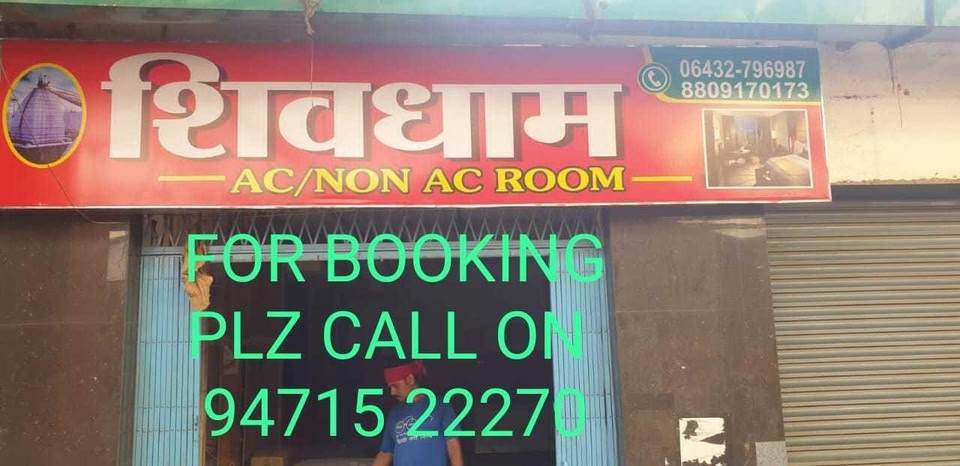 शिवधाम
06432-796987
8809170173
AC/NON AC ROOM
FOR BOOKING
PLZ CALL ON
94715 22270